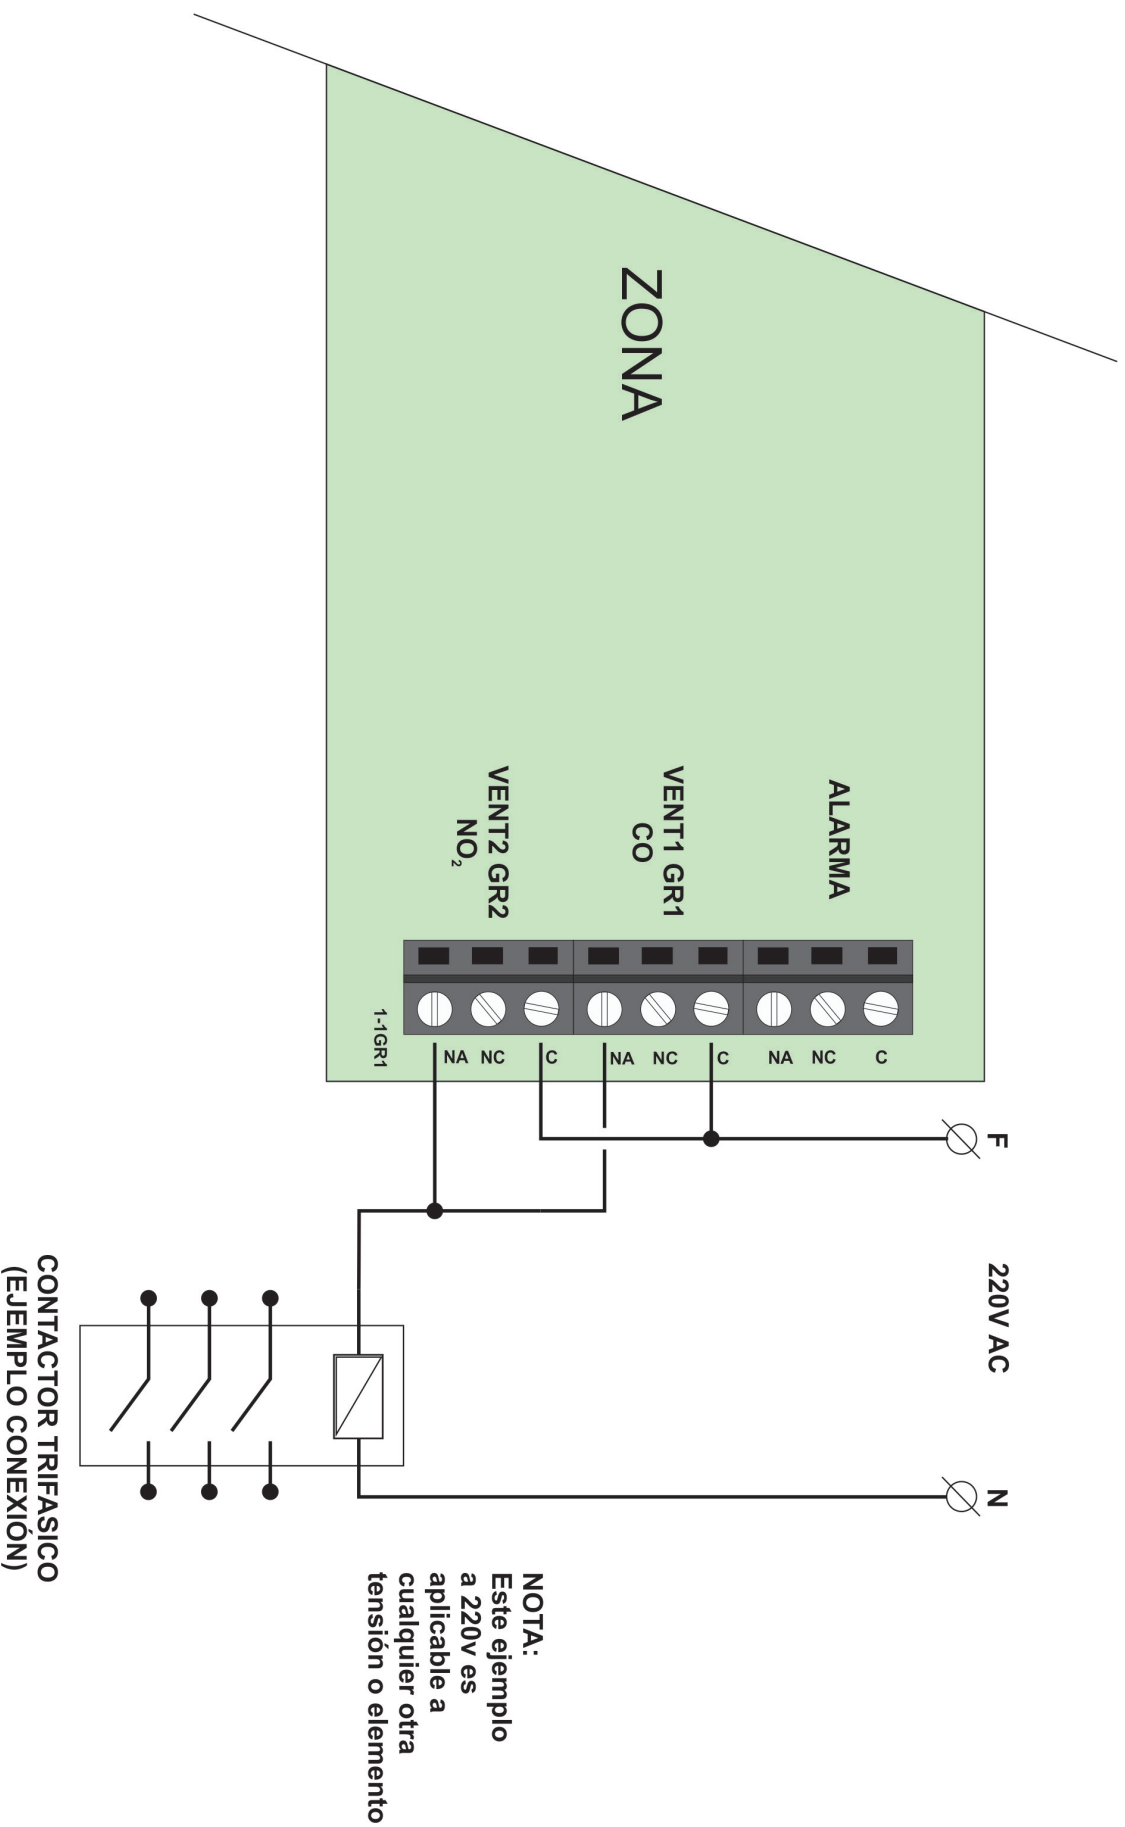 ZONA
ALARMA
VENT1 GR1
CO
VENT2 GR2
NO₂
C
NC
NA
C
NC
NA
C
NC
NA
1-1GR1
F
220V AC
N
CONTACTOR TRIFASICO
(EJEMPLO CONEXIÓN)
NOTA:
Este ejemplo
a 220v es
aplicable a
cualquier otra
tensión o elemento